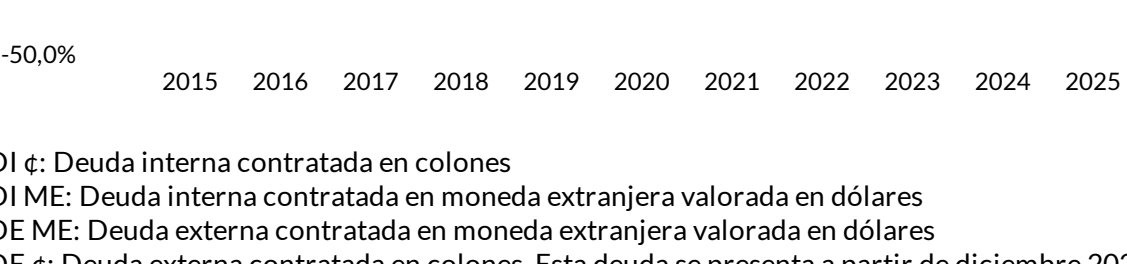 -50,0%
2015 2016 2017 2018 2019 2020 2021 2022 2023 2024 2025
DI ¢: Deuda interna contratada en colones
DI ME: Deuda interna contratada en moneda extranjera valorada en dólares
DE ME: Deuda externa contratada en moneda extranjera valorada en dólares
DE ¢: Deuda externa contratada en colones. Esta deuda se presenta a partir de diciembre